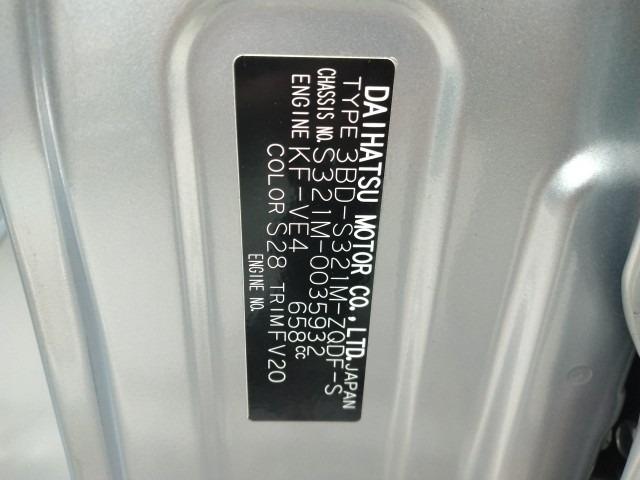 DAIHATSU MOTOR CO.,LTD.JAPAN
TYPE 3BD-S321M-ZQDF-S
CHASSIS NO. S321M-0035932
ENGINE KF-VE4 658cc
COLOR S28 TRIM FV20
ENGINE NO.